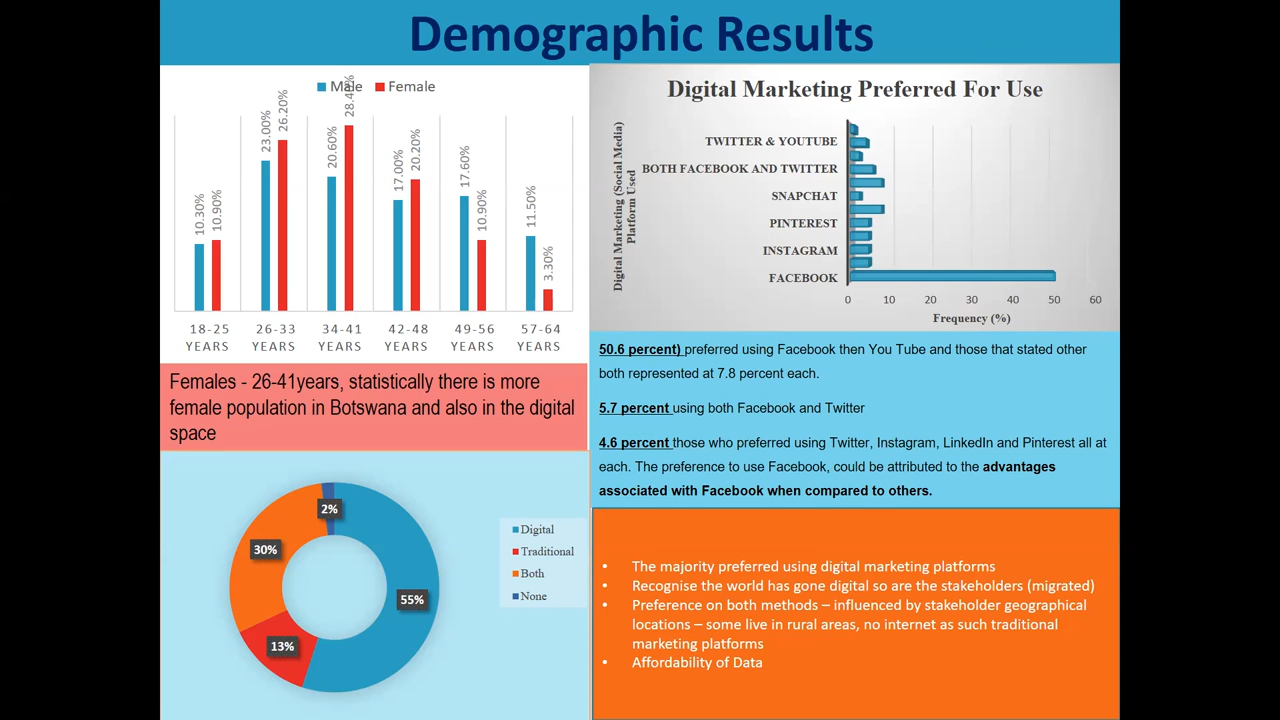 Demographic Results
Male Female
10.30%
10.90%
23.00%
26.20%
20.60%
17.00%
20.20%
17.60%
10.90%
11.50%
3.30%
18-25 26-33 34-41 42-48 49-56 57-64
YEARS YEARS YEARS YEARS YEARS YEARS
Females - 26-41years, statistically there is more
female population in Botswana and also in the digital
space
2%
30%
55%
13%
Digital
Traditional
Both
None
Digital Marketing Preferred For Use
Digital Marketing (Social Media)
Platform Used
TWITTER & YOUTUBE
BOTH FACEBOOK AND TWITTER
SNAPCHAT
PINTEREST
INSTAGRAM
FACEBOOK
0 10 20 30 40 50 60
Frequency (%)
50.6 percent) preferred using Facebook then You Tube and those that stated other
both represented at 7.8 percent each.
5.7 percent using both Facebook and Twitter
4.6 percent those who preferred using Twitter, Instagram, LinkedIn and Pinterest all at
each. The preference to use Facebook, could be attributed to the advantages
associated with Facebook when compared to others.
• The majority preferred using digital marketing platforms
• Recognise the world has gone digital so are the stakeholders (migrated)
• Preference on both methods – influenced by stakeholder geographical
locations – some live in rural areas, no internet as such traditional
marketing platforms
• Affordability of Data